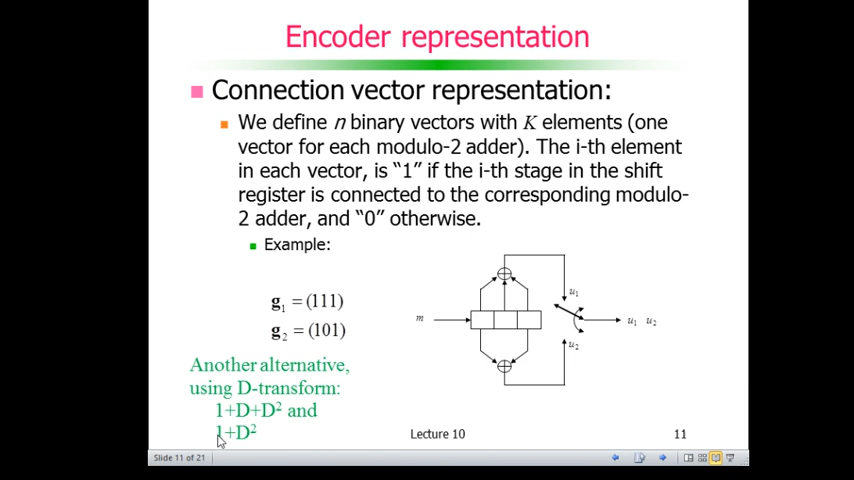 Encoder representation
Connection vector representation:
We define n binary vectors with K elements (one
vector for each modulo-2 adder). The i-th element
in each vector, is “1” if the i-th stage in the shift
register is connected to the corresponding modulo-
2 adder, and “0” otherwise.
Example:
g₁ = (111)
g₂ = (101)
m
u₁
u₂
u₁ u₂
Another alternative,
using D-transform:
1+D+D² and
1+D²
Lecture 10
11
Slide 11 of 21